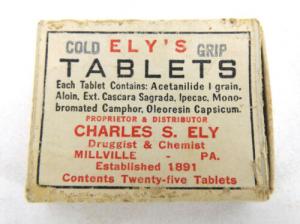 COLD ELY'S GRIP
TABLETS
Each Tablet Contains: Acetanilide 1 grain,
Aloin, Ext. Cascara Sagrada, Ipecac, Mono-
bromated Camphor, Oleoresin Capsicum.
PROPRIETOR & DISTRIBUTOR
CHARLES S. ELY
Druggist & Chemist
MILLVILLE - PA.
Established 1891
Contents Twenty-five Tablets